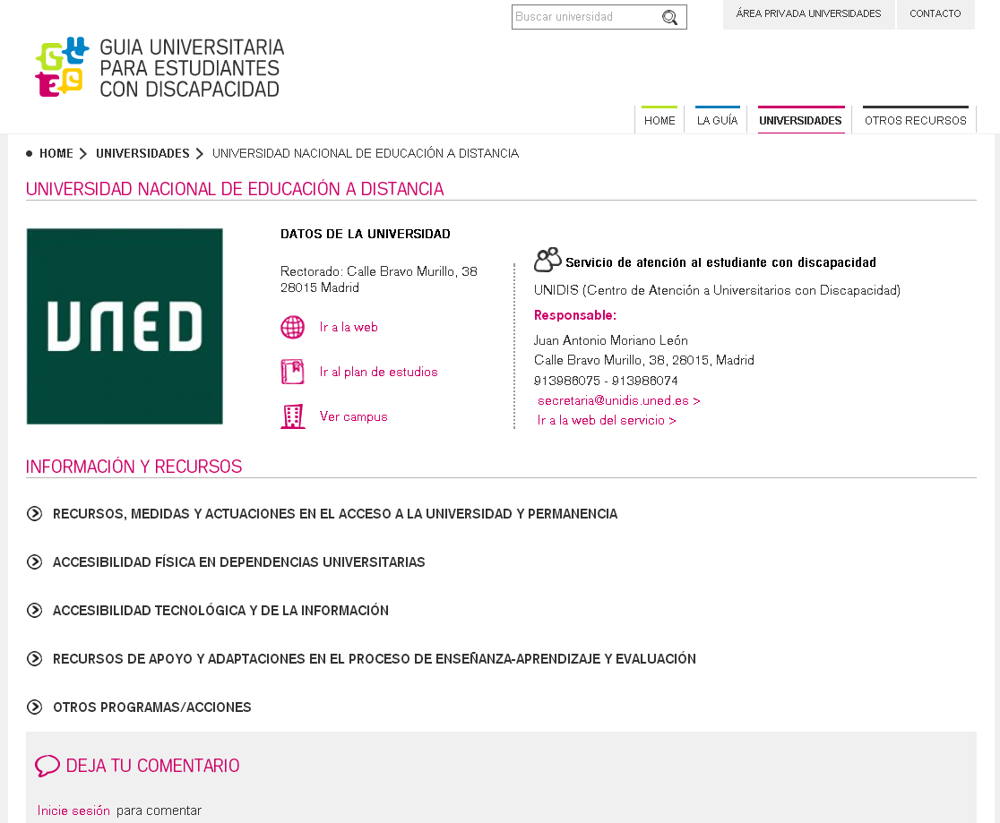 Buscar universidad
ÁREA PRIVADA UNIVERSIDADES
CONTACTO
GUIA UNIVERSITARIA
PARA ESTUDIANTES
CON DISCAPACIDAD
HOME
LA GUÍA
UNIVERSIDADES
OTROS RECURSOS
HOME UNIVERSIDADES UNIVERSIDAD NACIONAL DE EDUCACIÓN A DISTANCIA
UNIVERSIDAD NACIONAL DE EDUCACIÓN A DISTANCIA
UNED
DATOS DE LA UNIVERSIDAD
Rectorado: Calle Bravo Murillo, 38
28015 Madrid
Ir a la web
Ir al plan de estudios
Ver campus
Servicio de atención al estudiante con discapacidad
UNIDIS (Centro de Atención a Universitarios con Discapacidad)
Responsable:
Juan Antonio Moriano León
Calle Bravo Murillo, 38, 28015, Madrid
913986075 - 913986074
secretaria@unidis.uned.es >
Ir a la web del servicio >
INFORMACIÓN Y RECURSOS
RECURSOS, MEDIDAS Y ACTUACIONES EN EL ACCESO A LA UNIVERSIDAD Y PERMANENCIA
ACCESIBILIDAD FÍSICA EN DEPENDENCIAS UNIVERSITARIAS
ACCESIBILIDAD TECNOLÓGICA Y DE LA INFORMACIÓN
RECURSOS DE APOYO Y ADAPTACIONES EN EL PROCESO DE ENSEÑANZA-APRENDIZAJE Y EVALUACIÓN
OTROS PROGRAMAS/ACCIONES
DEJA TU COMENTARIO
Inicie sesión para comentar